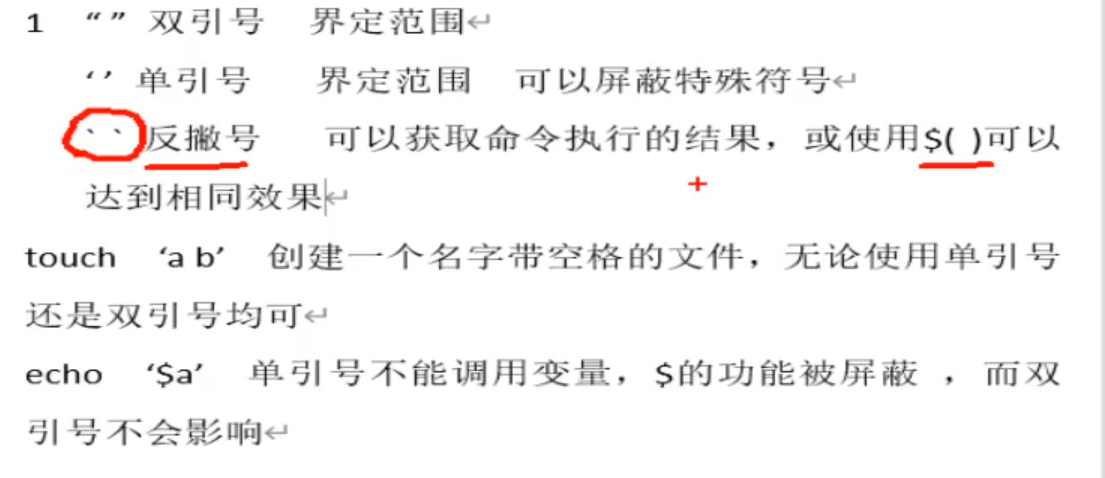 1 “ ” 双引号 界定范围↵
‘ ’ 单引号 界定范围 可以屏蔽特殊符号↵
` ` 反撇号 可以获取命令执行的结果，或使用$( )可以
达到相同效果↵
touch ‘a b’ 创建一个名字带空格的文件，无论使用单引号
还是双引号均可↵
echo ‘$a’ 单引号不能调用变量，$的功能被屏蔽 ，而双
引号不会影响↵